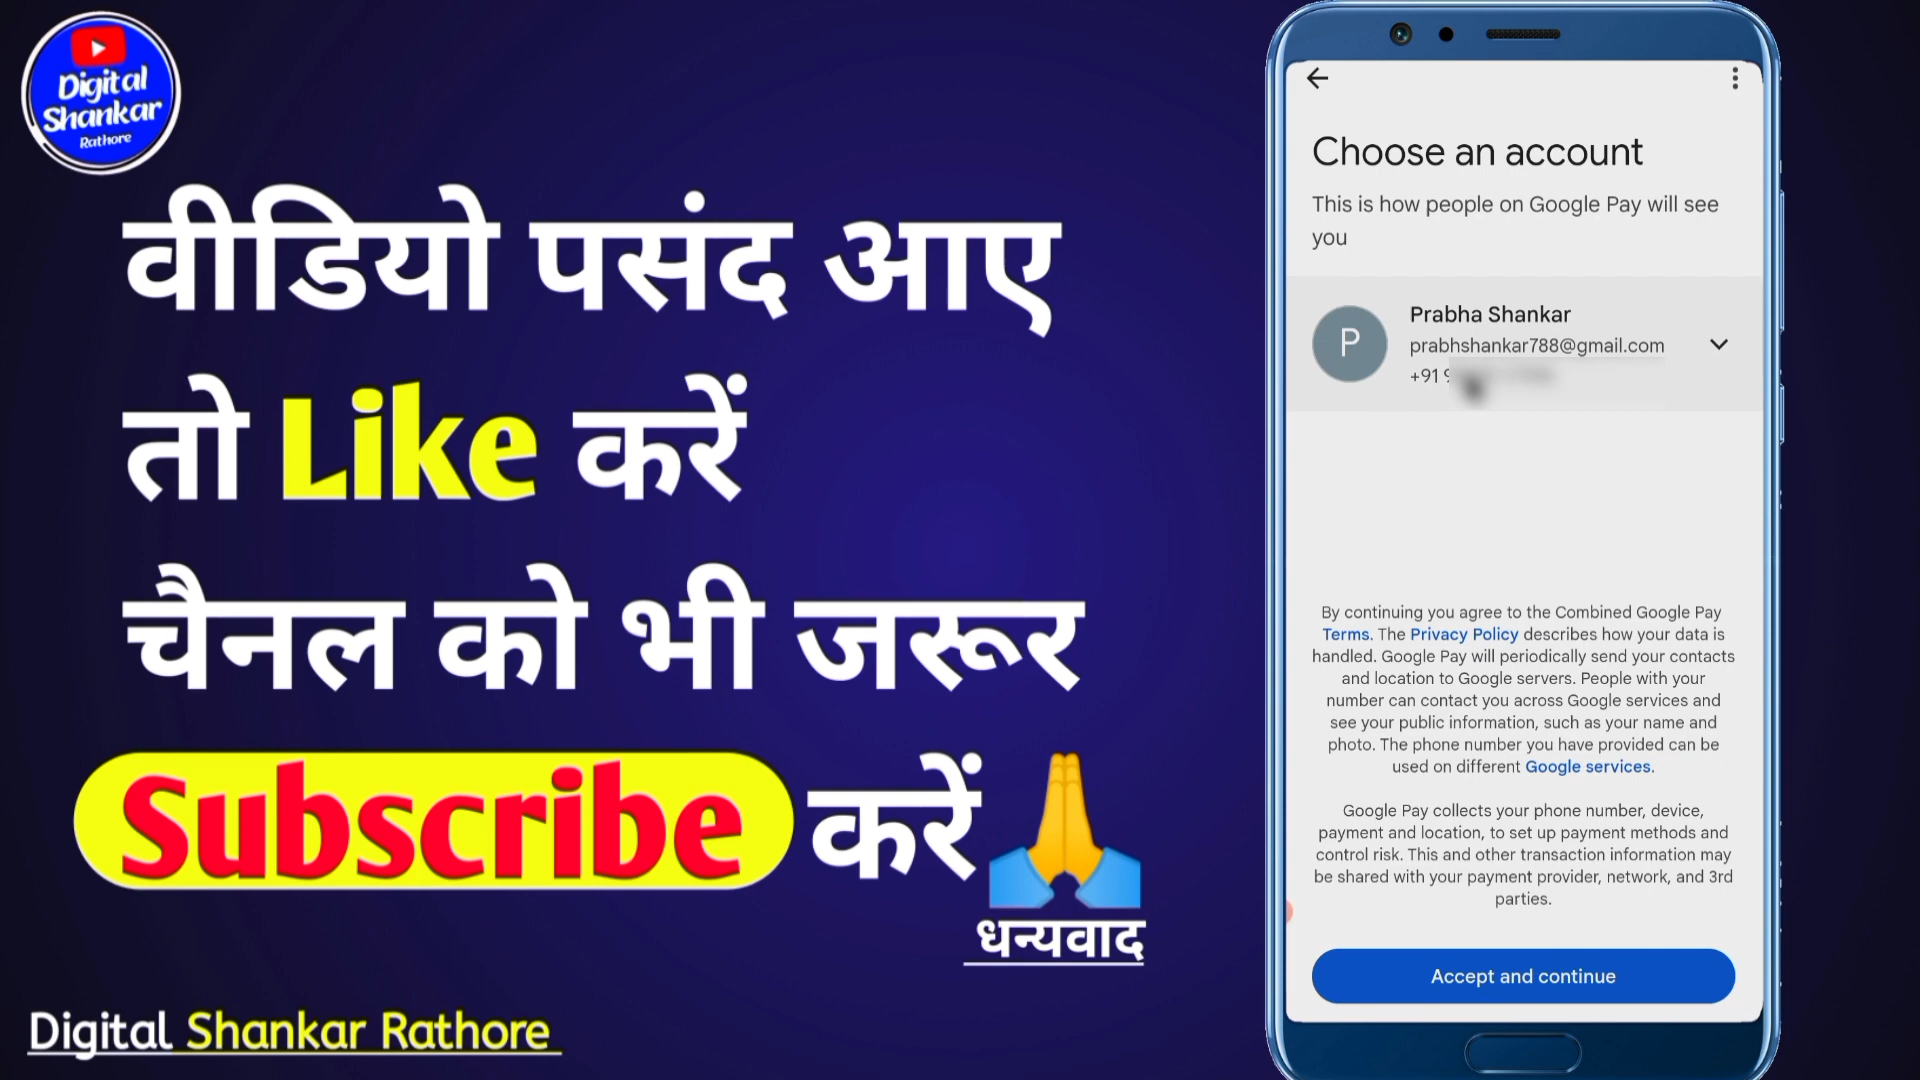 Digital
Shankar
Rathore
वीडियो पसंद आए
तो Like करें
चैनल को भी जरूर
Subscribe करें
धन्यवाद
Digital Shankar Rathore
Choose an account
This is how people on Google Pay will see
you
P
Prabha Shankar
prabhshankar788@gmail.com
+91 9
By continuing you agree to the Combined Google Pay
Terms. The Privacy Policy describes how your data is
handled. Google Pay will periodically send your contacts
and location to Google servers. People with your
number can contact you across Google services and
see your public information, such as your name and
photo. The phone number you have provided can be
used on different Google services.
Google Pay collects your phone number, device,
payment and location, to set up payment methods and
control risk. This and other transaction information may
be shared with your payment provider, network, and 3rd
parties.
Accept and continue